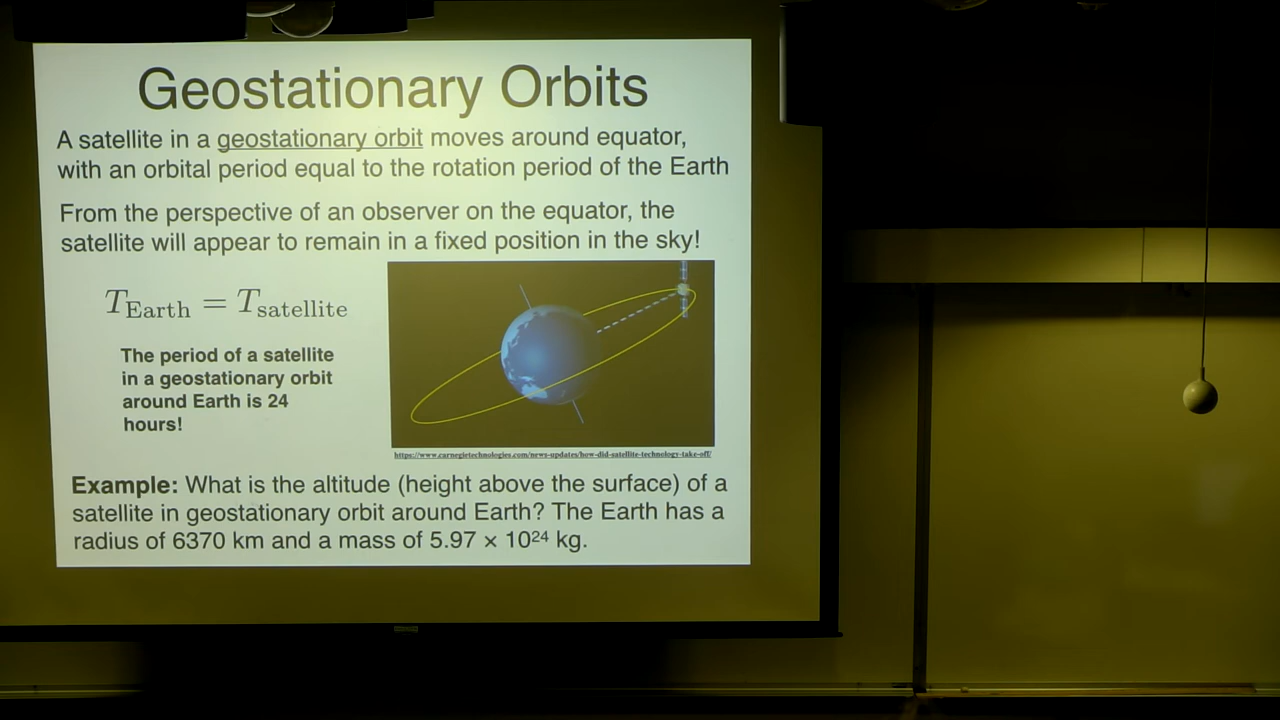 Geostationary Orbits
A satellite in a geostationary orbit moves around equator,
with an orbital period equal to the rotation period of the Earth
From the perspective of an observer on the equator, the
satellite will appear to remain in a fixed position in the sky!
T_Earth = T_satellite
The period of a satellite
in a geostationary orbit
around Earth is 24
hours!
https://www.carnegietechnologies.com/news-updates/how-did-satellite-technology-take-off/
Example: What is the altitude (height above the surface) of a
satellite in geostationary orbit around Earth? The Earth has a
radius of 6370 km and a mass of 5.97 × 10²⁴ kg.